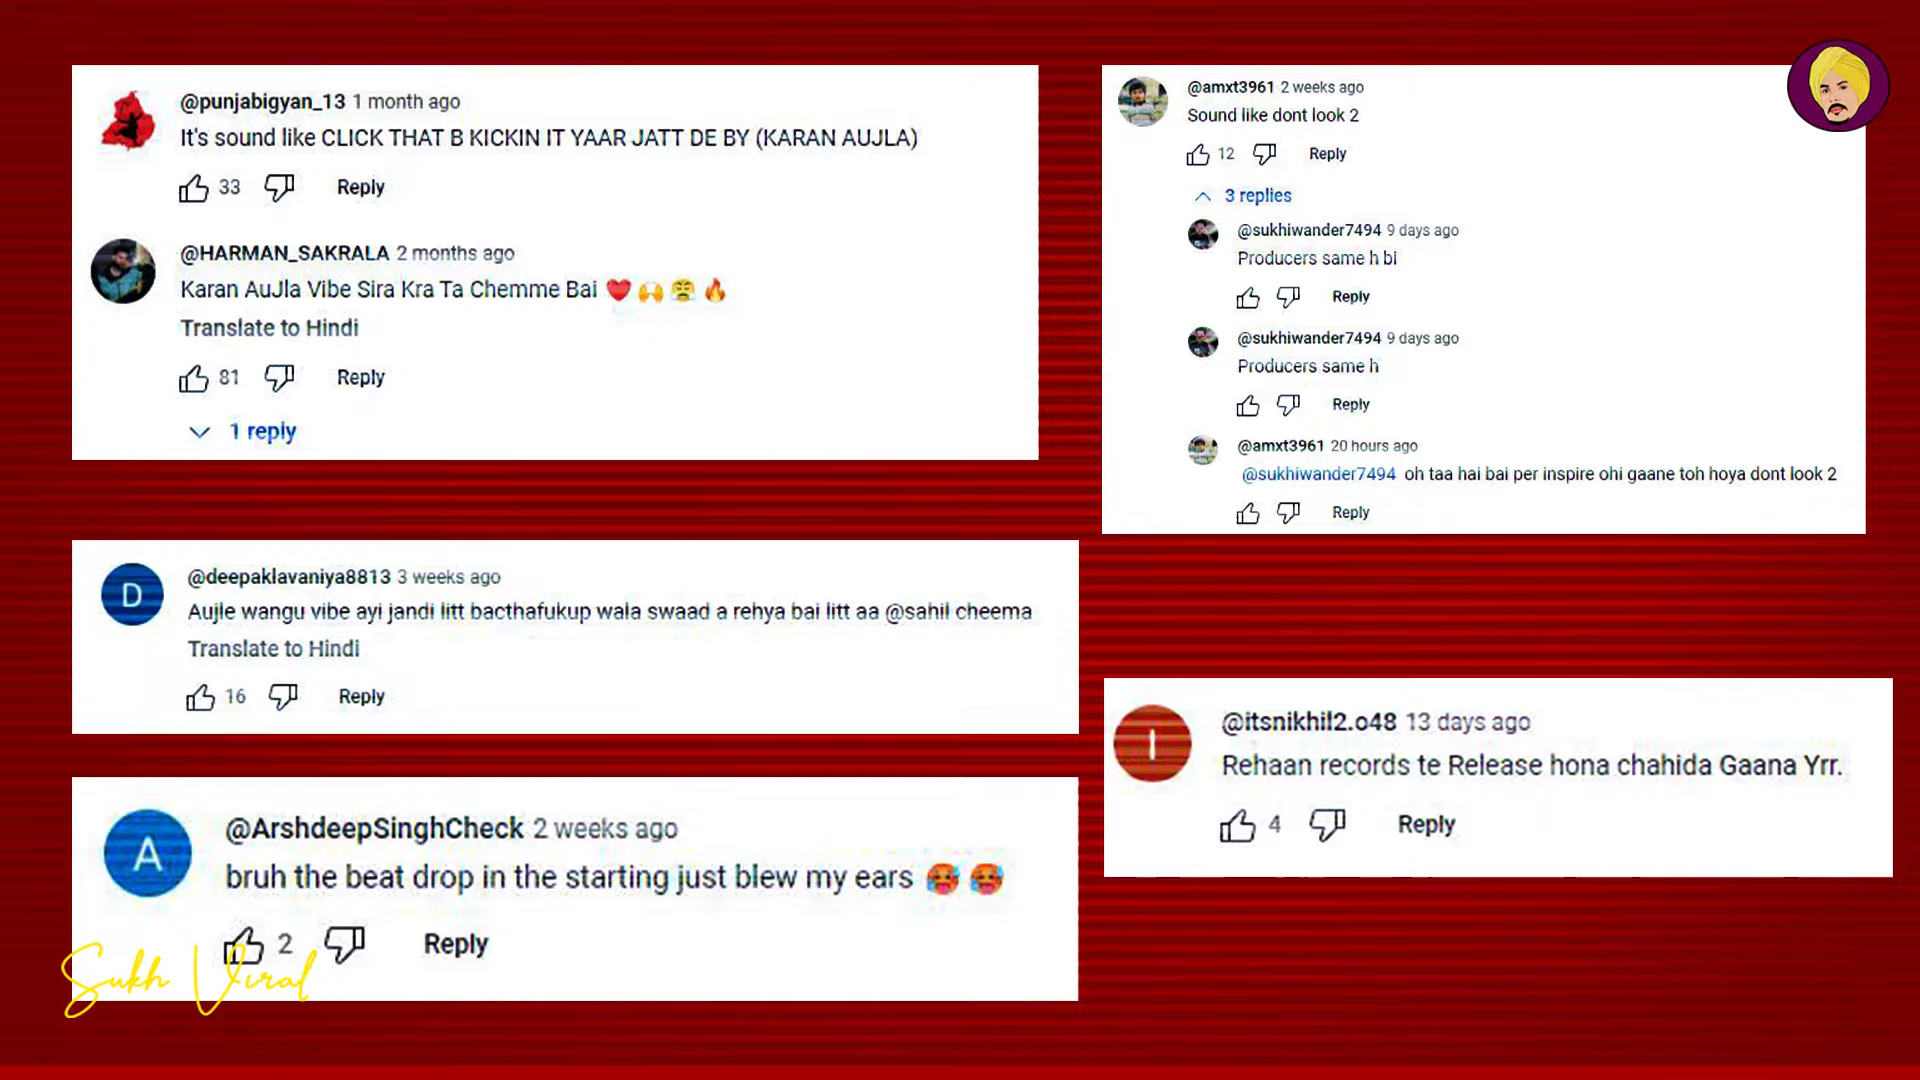 @punjabigyan_13 1 month ago
It's sound like CLICK THAT B KICKIN IT YAAR JATT DE BY (KARAN AUJLA)
33 Reply
@HARMAN_SAKRALA 2 months ago
Karan AuJla Vibe Sira Kra Ta Chemme Bai ❤️ 🙌 😤 🔥
Translate to Hindi
81 Reply
1 reply
@deepaklavaniya8813 3 weeks ago
Aujle wangu vibe ayi jandi litt bacthafukup wala swaad a rehya bai litt aa @sahil cheema
Translate to Hindi
16 Reply
D
@ArshdeepSinghCheck 2 weeks ago
A
bruh the beat drop in the starting just blew my ears 🥵 🥵
2 Reply
Sukh Viral
@amxt3961 2 weeks ago
Sound like dont look 2
12 Reply
3 replies
@sukhiwander7494 9 days ago
Producers same h bi
Reply
@sukhiwander7494 9 days ago
Producers same h
Reply
@amxt3961 20 hours ago
@sukhiwander7494 oh taa hai bai per inspire ohi gaane toh hoya dont look 2
Reply
@itsnikhil2.o48 13 days ago
I
Rehaan records te Release hona chahida Gaana Yrr.
4 Reply